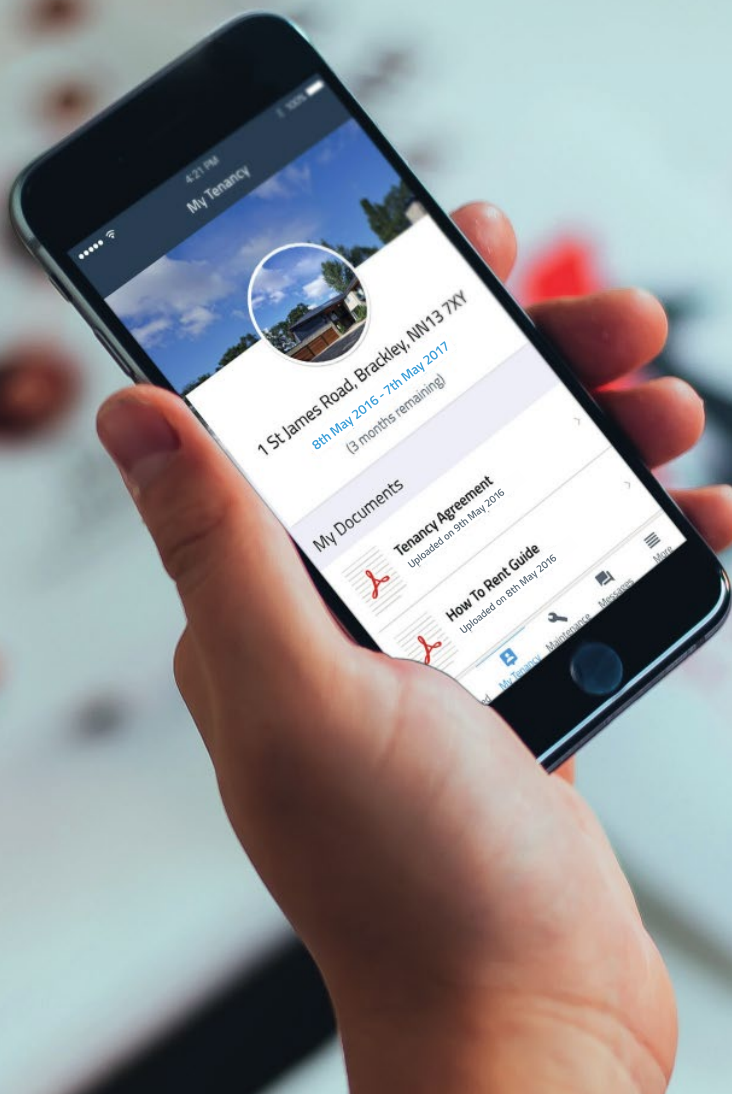 100%
4:21 PM
My Tenancy
1 St James Road, Brackley, NN13 7XY
8th May 2016 - 7th May 2017
(3 months remaining)
My Documents
Tenancy Agreement
Uploaded on 9th May 2016
How To Rent Guide
Uploaded on 8th May 2016
My Tenancy
Maintenance
Messages
More